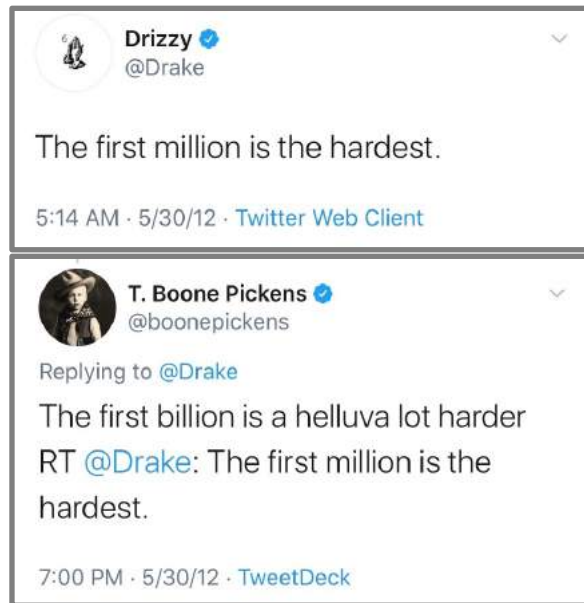 Drizzy
@Drake
The first million is the hardest.
5:14 AM · 5/30/12 · Twitter Web Client
T. Boone Pickens
@boonepickens
Replying to @Drake
The first billion is a helluva lot harder
RT @Drake: The first million is the
hardest.
7:00 PM · 5/30/12 · TweetDeck